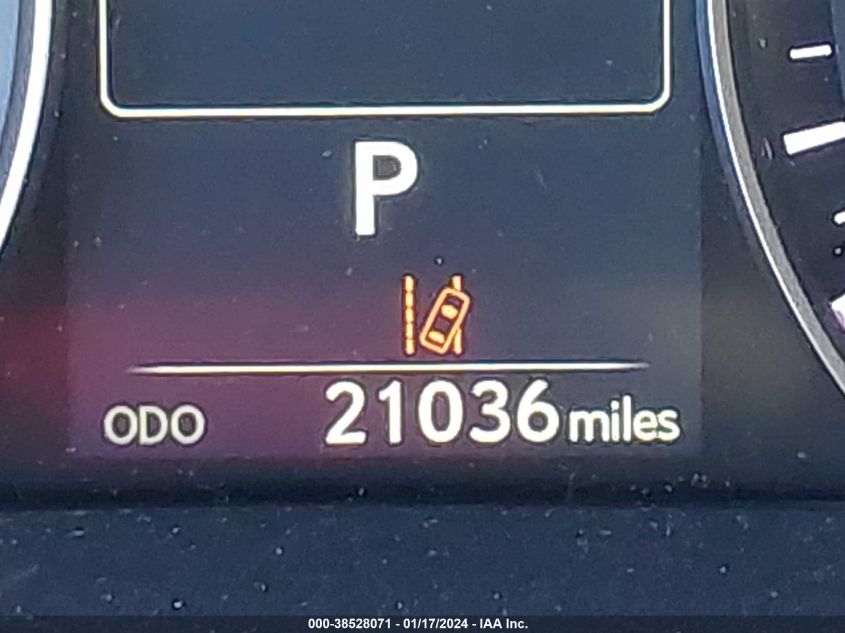 P
ODO 21036 miles
000-38528071 - 01/17/2024 - IAA Inc.